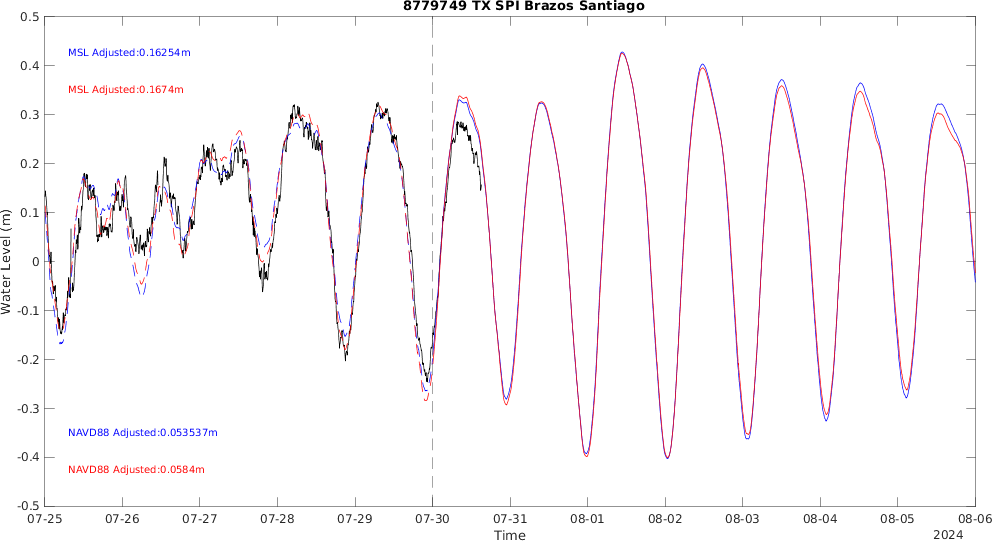 8779749 TX SPI Brazos Santiago
0.5
MSL Adjusted:0.16254m
0.4
MSL Adjusted:0.1674m
0.3
0.2
0.1
Water Level (m)
0
-0.1
-0.2
-0.3
NAVD88 Adjusted:0.053537m
-0.4
NAVD88 Adjusted:0.0584m
-0.5
07-25 07-26 07-27 07-28 07-29 07-30 07-31 08-01 08-02 08-03 08-04 08-05 08-06
Time
2024